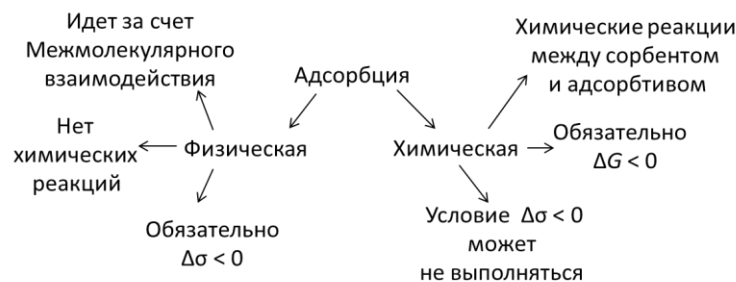 Адсорбция
Идет за счет
Межмолекулярного
взаимодействия
Химические реакции
между сорбентом
и адсорбтивом
Нет
химических
реакций
Физическая
Химическая
Обязательно
ΔG < 0
Обязательно
Δσ < 0
Условие Δσ < 0
может
не выполняться